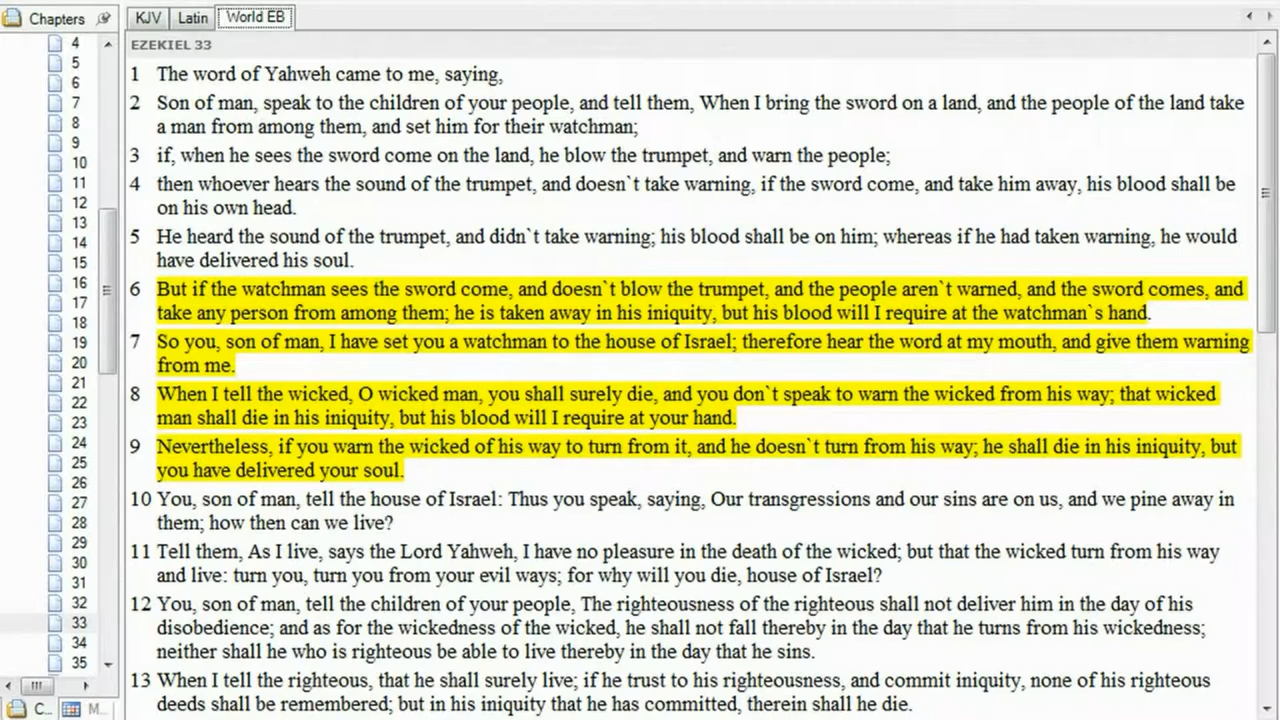 Chapters
KJV Latin World EB
EZEKIEL 33
4
5
6
7
8
9
10
11
12
13
14
15
16
17
18
19
20
21
22
23
24
25
26
27
28
29
30
31
32
33
34
35
C...
M...
1 The word of Yahweh came to me, saying,
2 Son of man, speak to the children of your people, and tell them, When I bring the sword on a land, and the people of the land take
a man from among them, and set him for their watchman;
3 if, when he sees the sword come on the land, he blow the trumpet, and warn the people;
4 then whoever hears the sound of the trumpet, and doesn`t take warning, if the sword come, and take him away, his blood shall be
on his own head.
5 He heard the sound of the trumpet, and didn`t take warning; his blood shall be on him; whereas if he had taken warning, he would
have delivered his soul.
6 But if the watchman sees the sword come, and doesn`t blow the trumpet, and the people aren`t warned, and the sword comes, and
take any person from among them; he is taken away in his iniquity, but his blood will I require at the watchman`s hand.
7 So you, son of man, I have set you a watchman to the house of Israel; therefore hear the word at my mouth, and give them warning
from me.
8 When I tell the wicked, O wicked man, you shall surely die, and you don`t speak to warn the wicked from his way; that wicked
man shall die in his iniquity, but his blood will I require at your hand.
9 Nevertheless, if you warn the wicked of his way to turn from it, and he doesn`t turn from his way; he shall die in his iniquity, but
you have delivered your soul.
10 You, son of man, tell the house of Israel: Thus you speak, saying, Our transgressions and our sins are on us, and we pine away in
them; how then can we live?
11 Tell them, As I live, says the Lord Yahweh, I have no pleasure in the death of the wicked; but that the wicked turn from his way
and live: turn you, turn you from your evil ways; for why will you die, house of Israel?
12 You, son of man, tell the children of your people, The righteousness of the righteous shall not deliver him in the day of his
disobedience; and as for the wickedness of the wicked, he shall not fall thereby in the day that he turns from his wickedness;
neither shall he who is righteous be able to live thereby in the day that he sins.
13 When I tell the righteous, that he shall surely live; if he trust to his righteousness, and commit iniquity, none of his righteous
deeds shall be remembered; but in his iniquity that he has committed, therein shall he die.